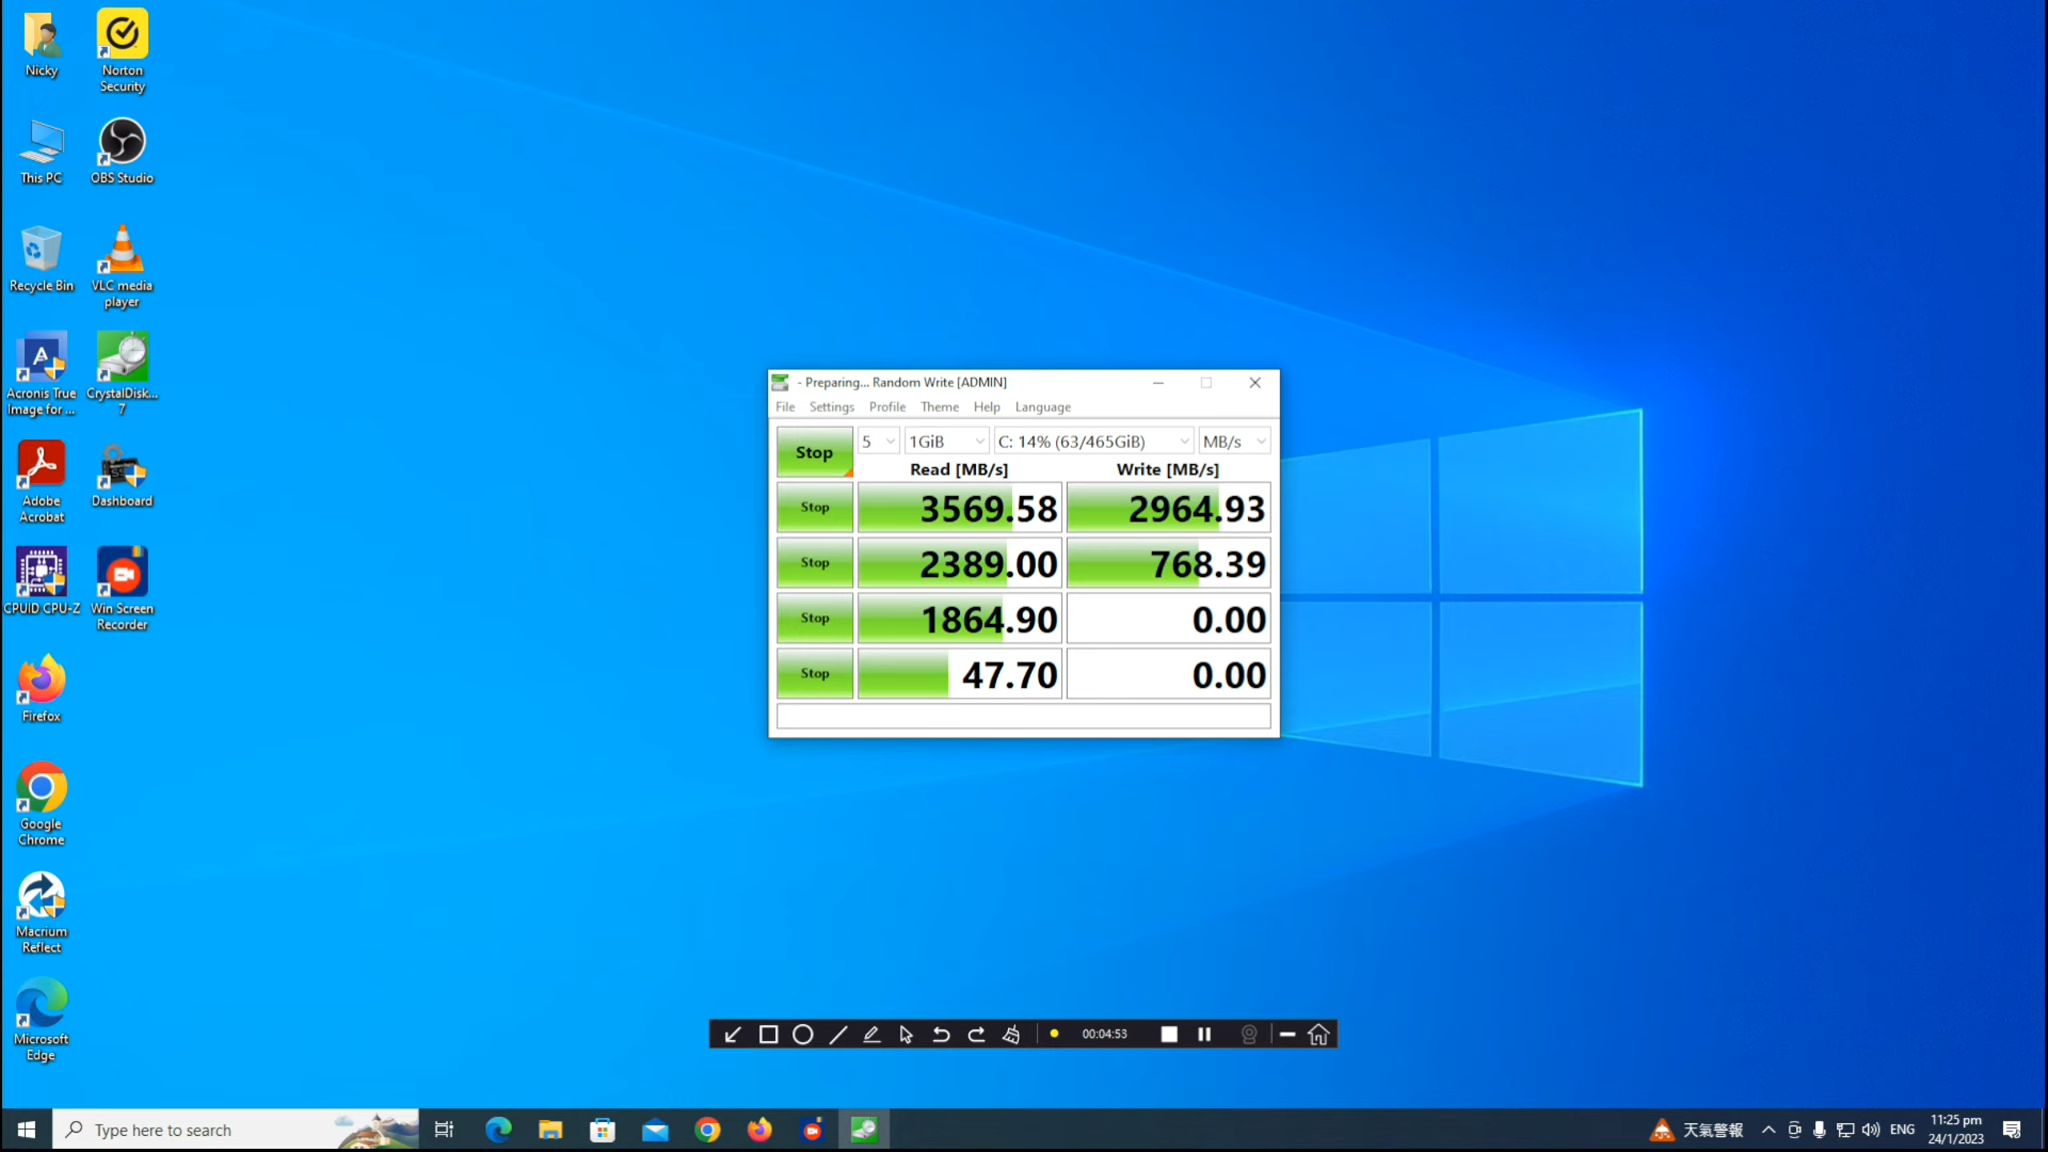 Nicky
Norton
Security
This PC
OBS Studio
Recycle Bin
VLC media
player
Acronis True
Image for ...
CrystalDisk...
7
Adobe
Acrobat
Dashboard
CPUID CPU-Z
Win Screen
Recorder
Firefox
Google
Chrome
Macrium
Reflect
Microsoft
Edge
- Preparing... Random Write [ADMIN]
File Settings Profile Theme Help Language
Stop 5 1GiB C: 14% (63/465GiB) MB/s
Read [MB/s] Write [MB/s]
Stop 3569.58 2964.93
Stop 2389.00 768.39
Stop 1864.90 0.00
Stop 47.70 0.00
00:04:53
Type here to search
天氣警報
ENG
11:25 pm
24/1/2023